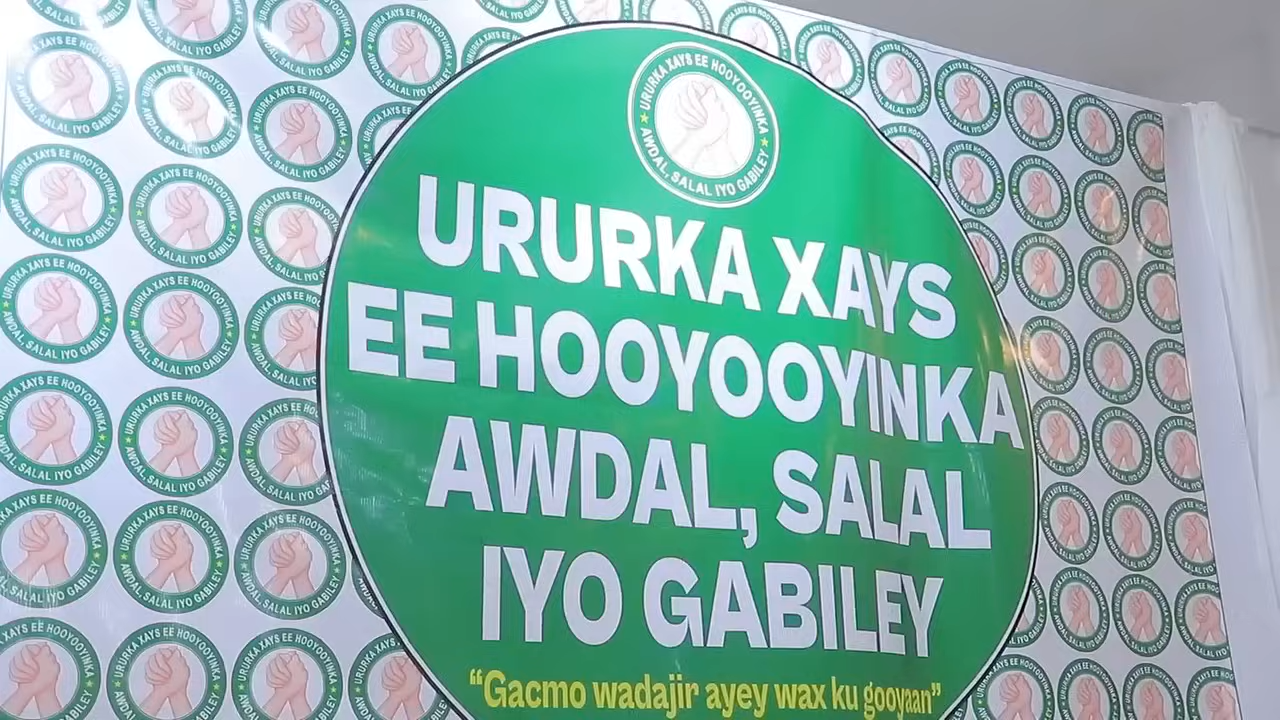 URURKA XAYS EE HOOYOOYINKA
AWDAL, SALAL IYO GABILEY
URURKA XAYS
EE HOOYOOYINKA
AWDAL, SALAL
IYO GABILEY
“Gacmo wadajir ayey wax ku gooyaan”